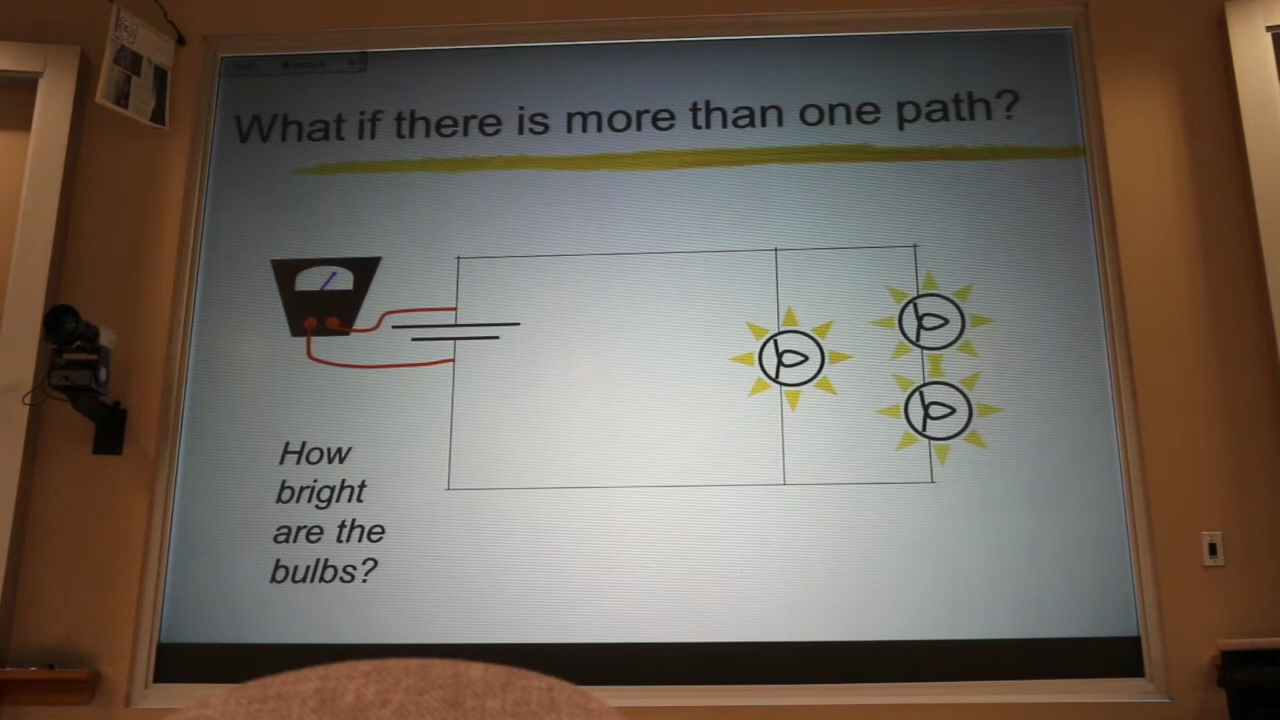 What if there is more than one path?
How
bright
are the
bulbs?